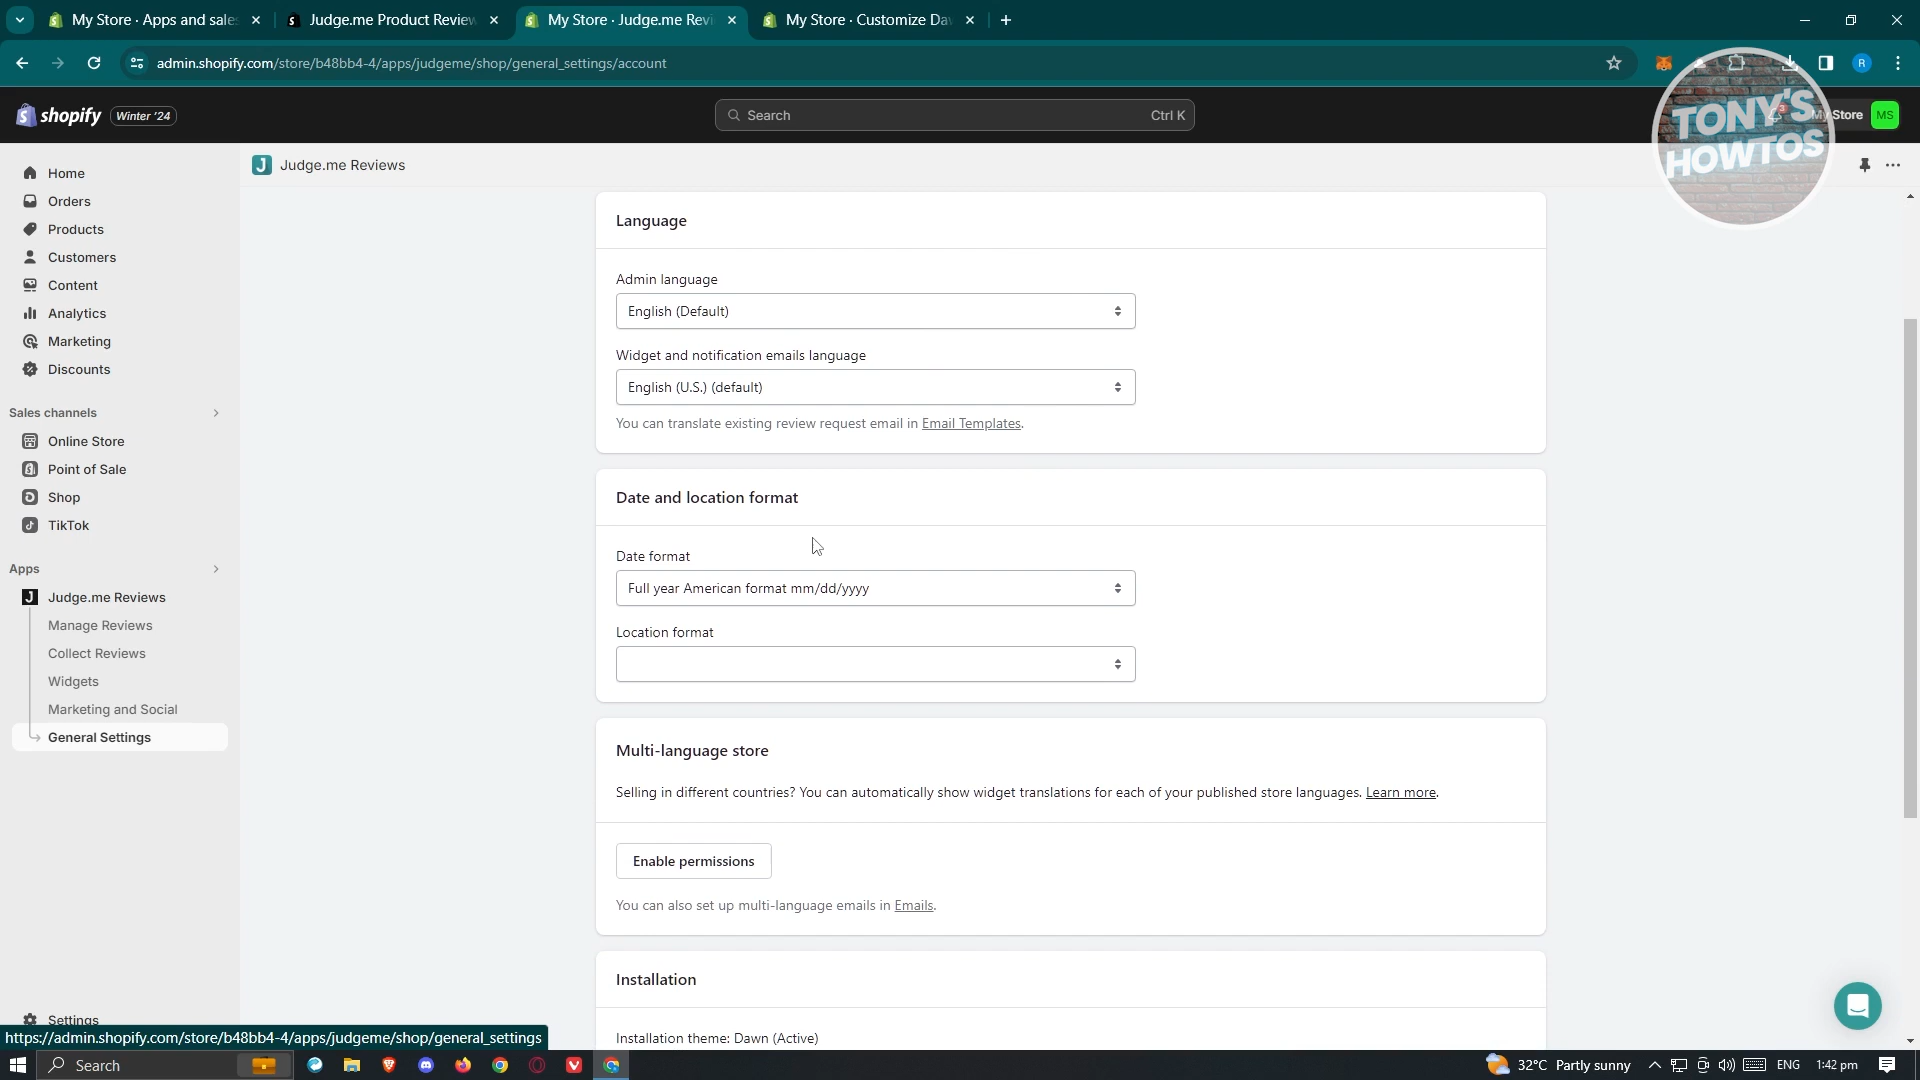 My Store · Apps and sales
Judge.me Product Review
My Store · Judge.me Revi
My Store · Customize Da
admin.shopify.com/store/b48bb4-4/apps/judgeme/shop/general_settings/account
R
shopify
Winter '24
Search
Ctrl K
3
My Store
MS
TONY'S
HOWTOS
Home
Orders
Products
Customers
Content
Analytics
Marketing
Discounts
Sales channels
Online Store
Point of Sale
Shop
TikTok
Apps
Judge.me Reviews
Manage Reviews
Collect Reviews
Widgets
Marketing and Social
General Settings
Settings
J Judge.me Reviews
Language
Admin language
English (Default)
Widget and notification emails language
English (U.S.) (default)
You can translate existing review request email in Email Templates.
Date and location format
Date format
Full year American format mm/dd/yyyy
Location format
Multi-language store
Selling in different countries? You can automatically show widget translations for each of your published store languages. Learn more.
Enable permissions
You can also set up multi-language emails in Emails.
Installation
Installation theme: Dawn (Active)
https://admin.shopify.com/store/b48bb4-4/apps/judgeme/shop/general_settings
Search
32°C Partly sunny
ENG
1:42 pm